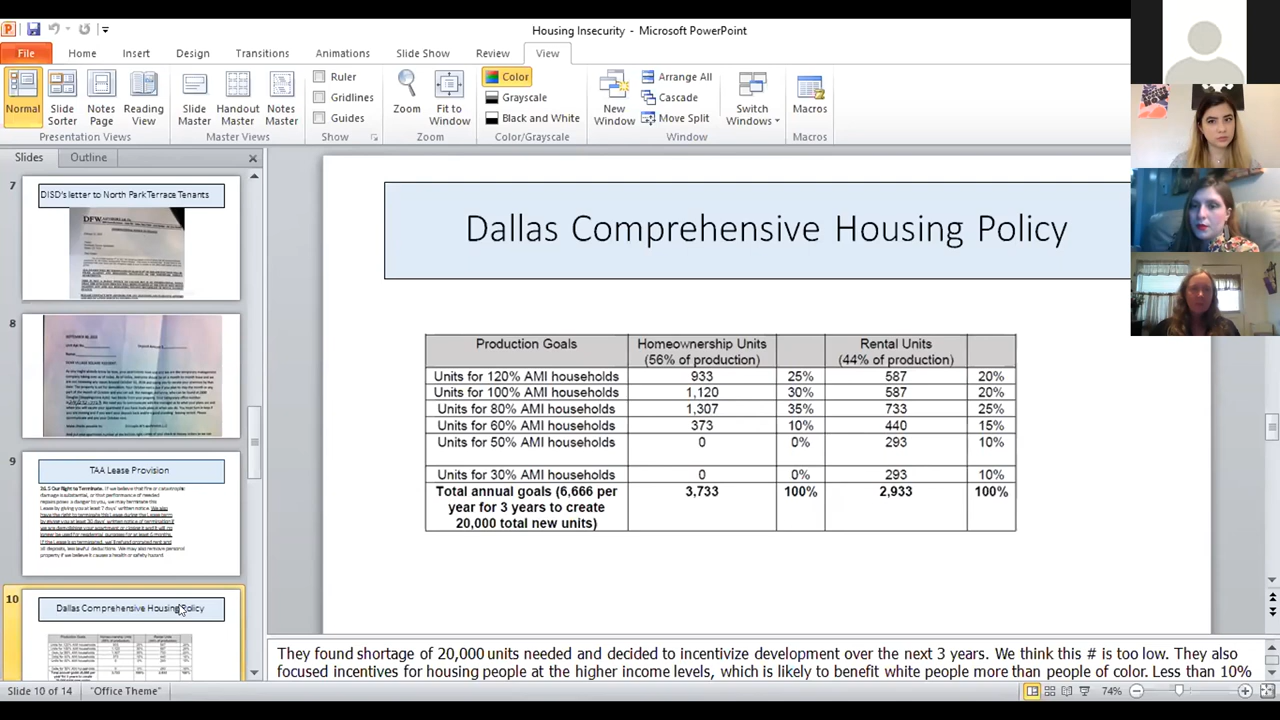 Housing Insecurity - Microsoft PowerPoint
File Home Insert Design Transitions Animations Slide Show Review View
Normal
Slide Sorter
Notes Page
Reading View
Presentation Views
Slide Master
Handout Master
Notes Master
Master Views
Ruler
Gridlines
Guides
Show
Zoom
Fit to Window
Zoom
Color
Grayscale
Black and White
Color/Grayscale
New Window
Arrange All
Cascade
Move Split
Window
Switch Windows
Macros
Macros
Slides Outline
7
DISD's letter to North Park Terrace Tenants
DFW
8
9
TAA Lease Provision
10
Dallas Comprehensive Housing Policy
Dallas Comprehensive Housing Policy
Production Goals Homeownership Units (56% of production) Rental Units (44% of production)
Units for 120% AMI households 933 25% 587 20%
Units for 100% AMI households 1,120 30% 587 20%
Units for 80% AMI households 1,307 35% 733 25%
Units for 60% AMI households 373 10% 440 15%
Units for 50% AMI households 0 0% 293 10%
Units for 30% AMI households 0 0% 293 10%
Total annual goals (6,666 per year for 3 years to create 20,000 total new units) 3,733 100% 2,933 100%
They found shortage of 20,000 units needed and decided to incentivize development over the next 3 years. We think this # is too low. They also
focused incentives for housing people at the higher income levels, which is likely to benefit white people more than people of color. Less than 10%
Slide 10 of 14 "Office Theme" 74%